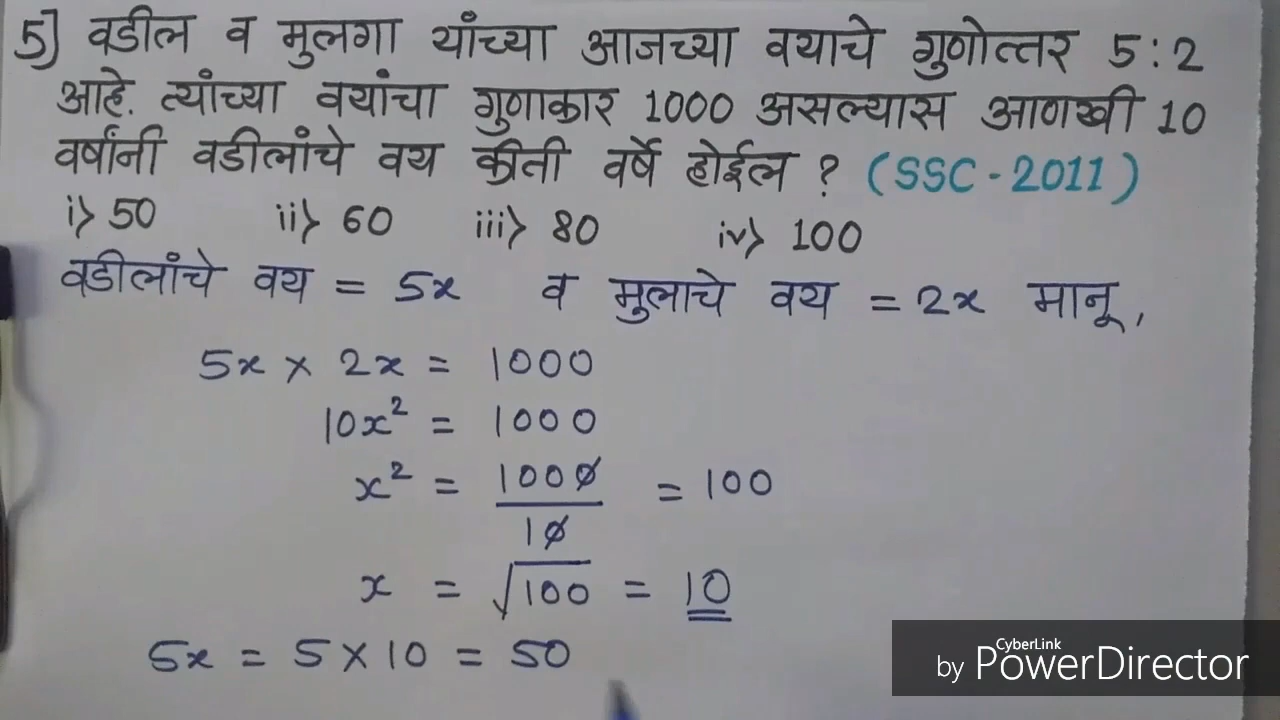 5] वडील व मुलगा यांच्या आजच्या वयाचे गुणोत्तर 5:2
आहे. त्यांच्या वयांचा गुणाकार 1000 असल्यास आणखी 10
वर्षांनी वडीलांचे वय कीती वर्षे होईल ? (SSC - 2011)
i> 50 ii> 60 iii> 80 iv> 100
वडीलांचे वय = 5x व मुलाचे वय = 2x मानू,
5x × 2x = 1000
10x² = 1000
x² = 1000/10 = 100
x = √100 = 10
5x = 5 × 10 = 50
CyberLink
by PowerDirector